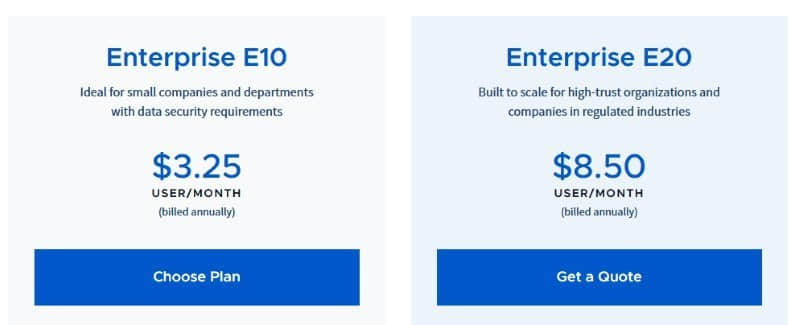 Enterprise E10
Ideal for small companies and departments
with data security requirements
$3.25
USER/MONTH
(billed annually)
Choose Plan
Enterprise E20
Built to scale for high-trust organizations and
companies in regulated industries
$8.50
USER/MONTH
(billed annually)
Get a Quote